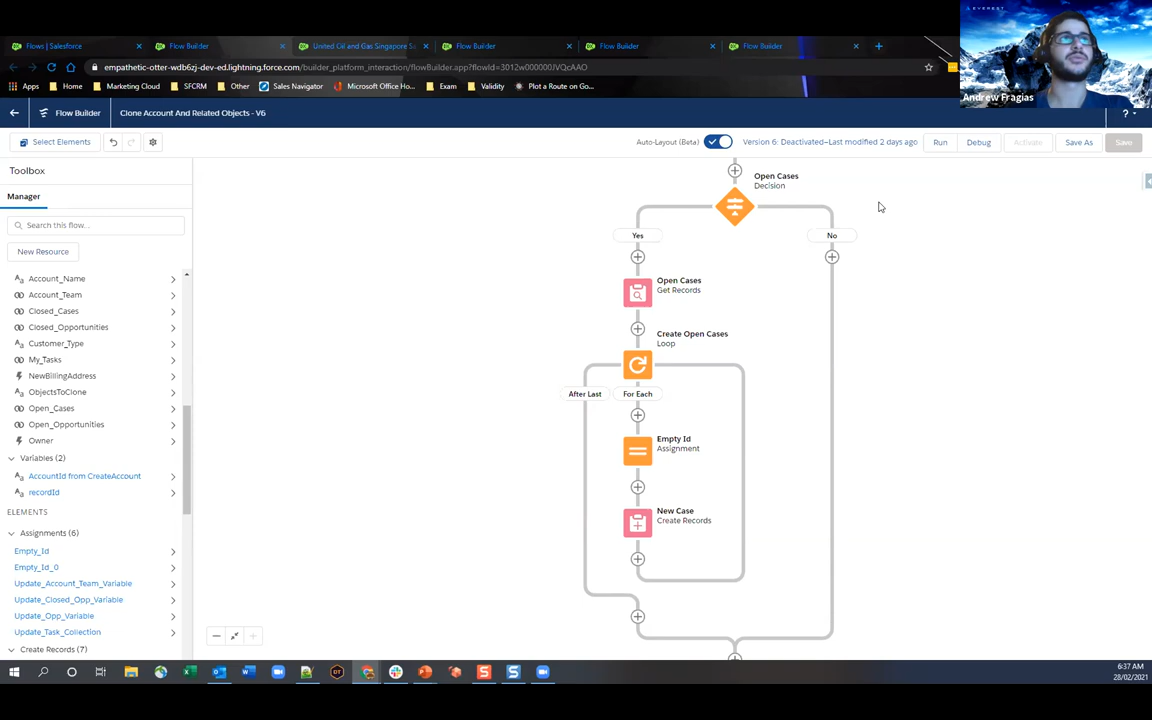 EVEREST
Flows | Salesforce
Flow Builder
United Oil and Gas Singapore Sa
Flow Builder
Flow Builder
Flow Builder
empathetic-otter-wdb6zj-dev-ed.lightning.force.com/builder_platform_interaction/flowBuilder.app?flowId=3012w000000JVQcAAO
Apps
Home
Marketing Cloud
SFCRM
Other
Sales Navigator
Microsoft Office Ho...
Exam
Validity
Plot a Route on Go...
Andrew Fragias
Flow Builder
Clone Account And Related Objects - V6
?
Select Elements
Auto-Layout (Beta)
Version 6: Deactivated—Last modified 2 days ago
Run
Debug
Activate
Save As
Save
Toolbox
Manager
Search this flow...
New Resource
Account_Name
Account_Team
Closed_Cases
Closed_Opportunities
Customer_Type
My_Tasks
NewBillingAddress
ObjectsToClone
Open_Cases
Open_Opportunities
Owner
Variables (2)
AccountId from CreateAccount
recordId
ELEMENTS
Assignments (6)
Empty_Id
Empty_Id_0
Update_Account_Team_Variable
Update_Closed_Opp_Variable
Update_Opp_Variable
Update_Task_Collection
Create Records (7)
Open Cases
Decision
Yes
No
Open Cases
Get Records
Create Open Cases
Loop
After Last
For Each
Empty Id
Assignment
New Case
Create Records
6:37 AM
28/02/2021